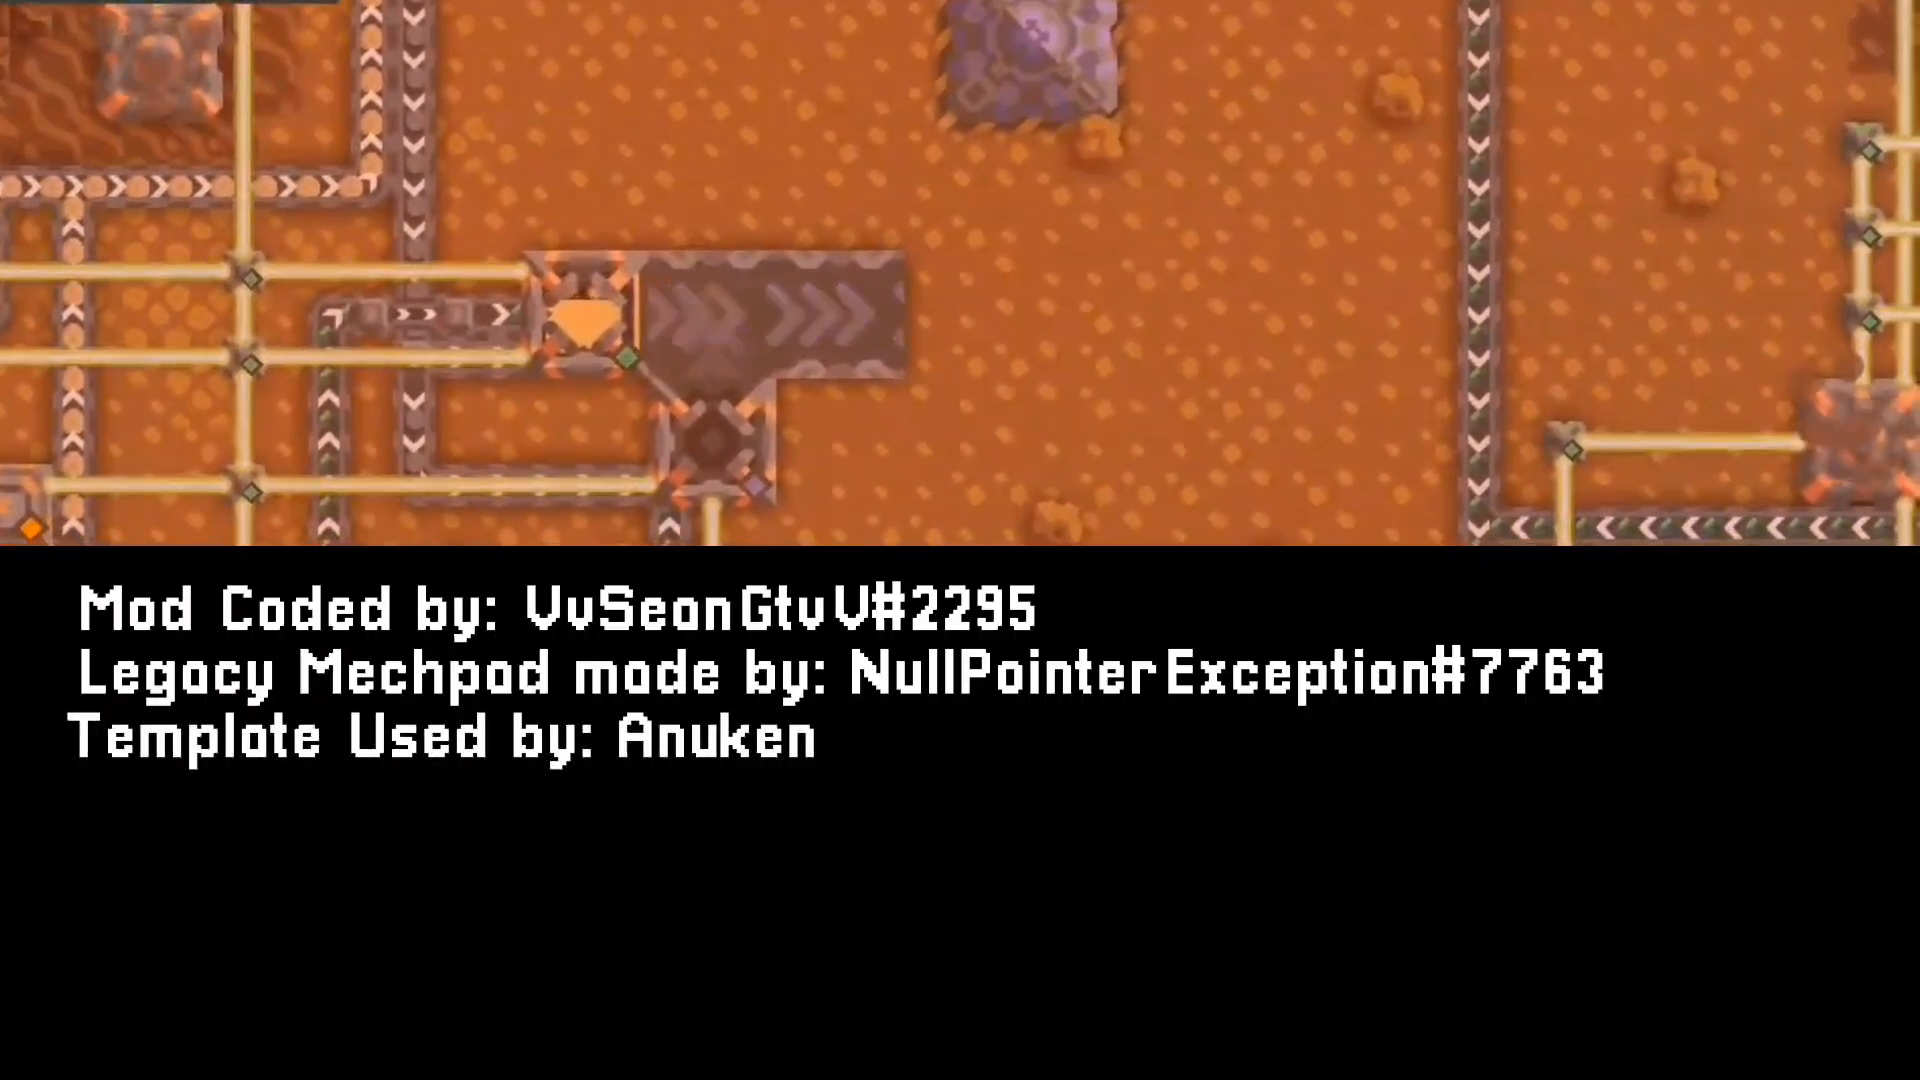 Mod Coded by: VvSeanGtvV#2295
Legacy Mechpad made by: NullPointerException#7763
Template Used by: Anuken